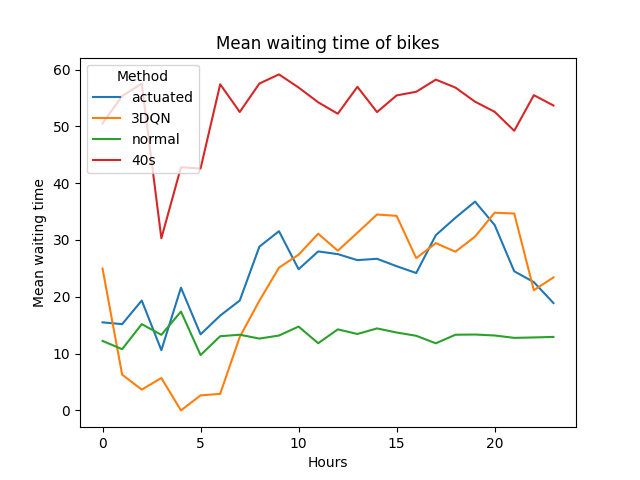 Mean waiting time of bikes
Method
actuated
3DQN
normal
40s
Mean waiting time
60
50
40
30
20
10
0
0 5 10 15 20
Hours